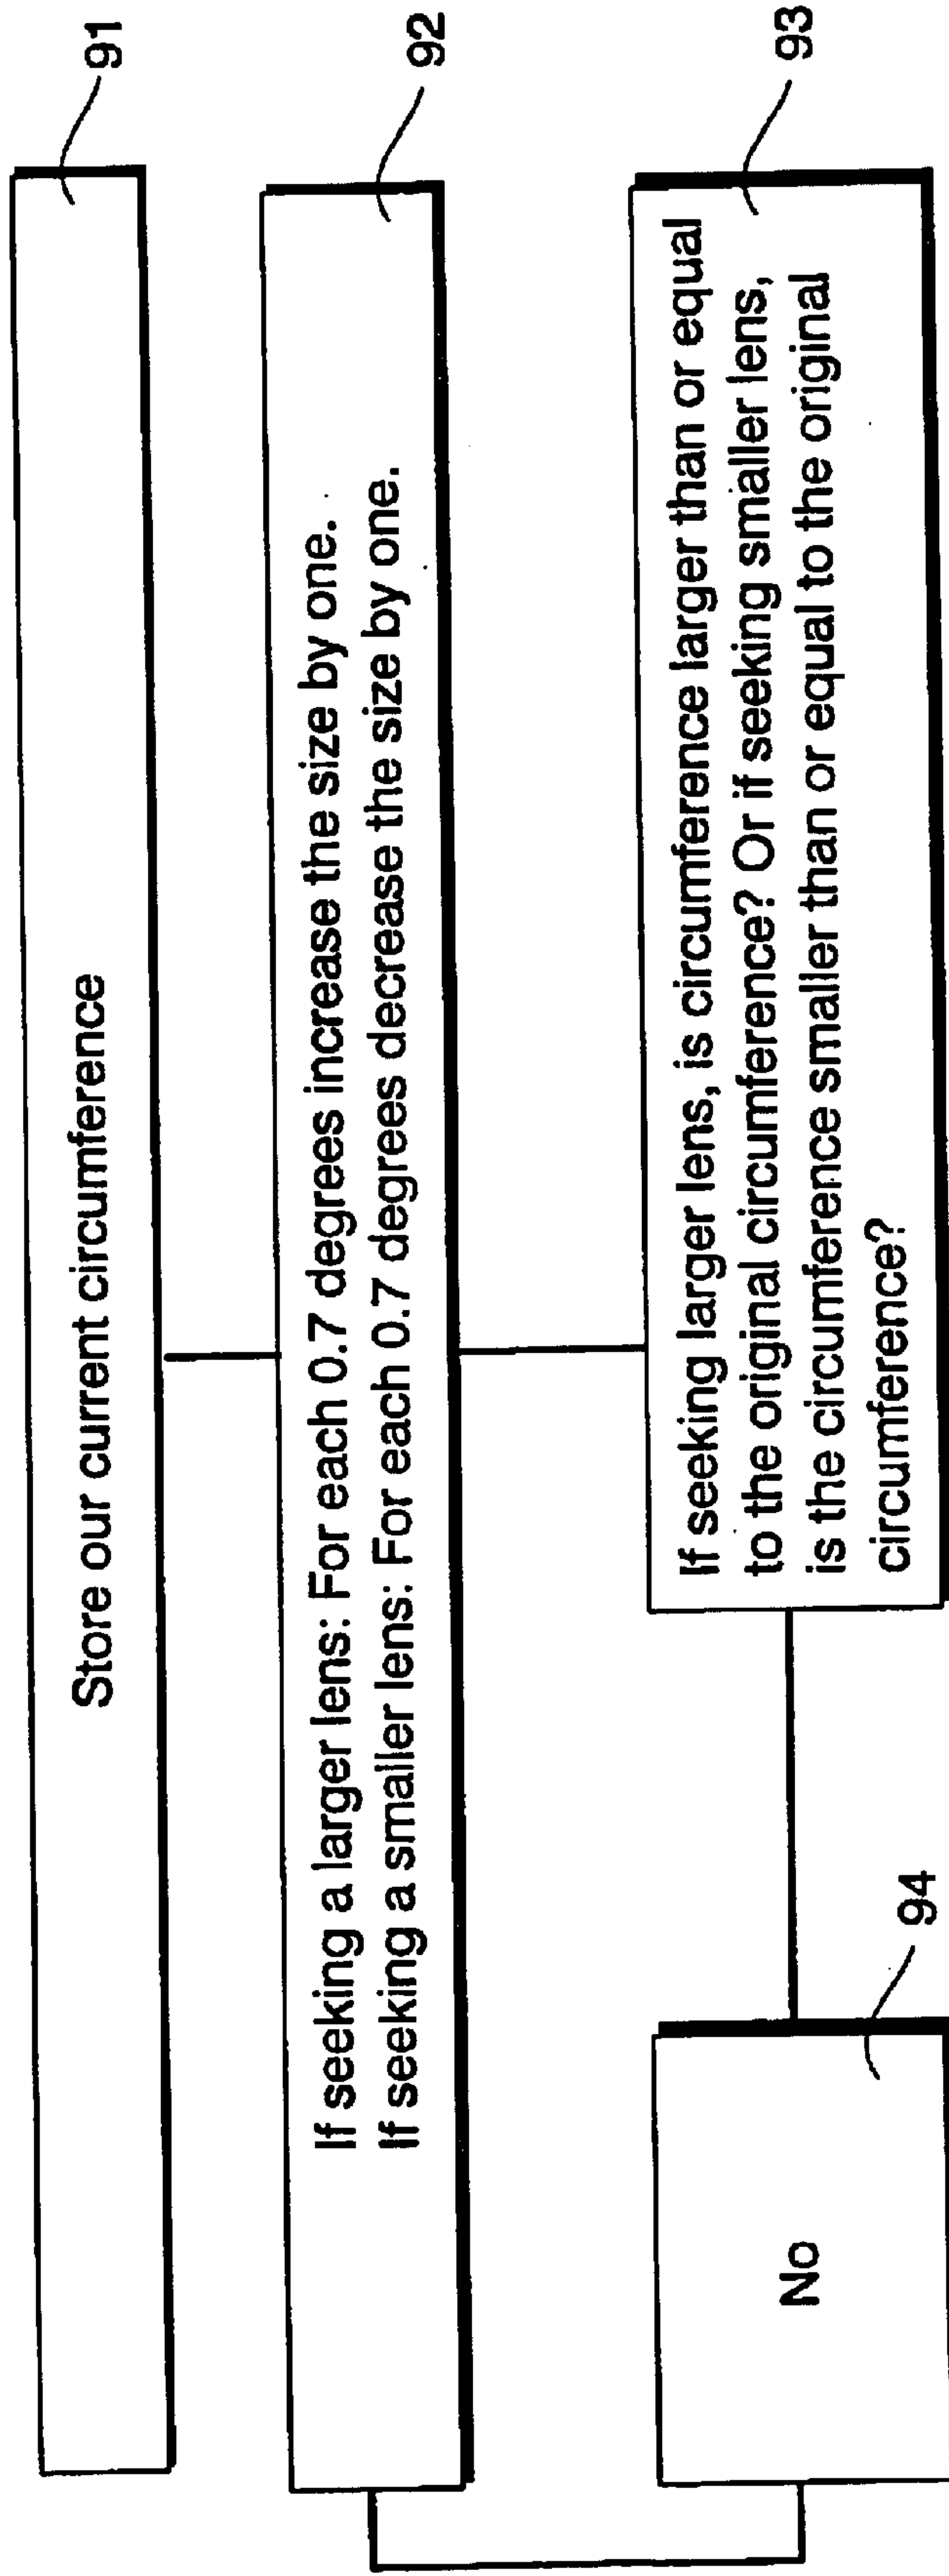 Store our current circumference
91
If seeking a larger lens: For each 0.7 degrees increase the size by one.
If seeking a smaller lens: For each 0.7 degrees decrease the size by one.
92
If seeking larger lens, is circumference larger than or equal
to the original circumference? Or if seeking smaller lens,
is the circumference smaller than or equal to the original
circumference?
93
No
94